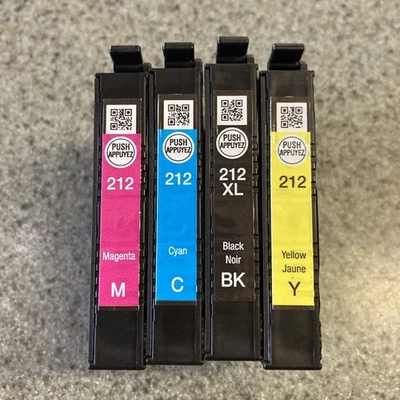 PUSH
APPUYEZ
212
Magenta
M
PUSH
APPUYEZ
212
Cyan
C
PUSH
APPUYEZ
212
XL
Black
Noir
BK
PUSH
APPUYEZ
212
Yellow
Jaune
Y